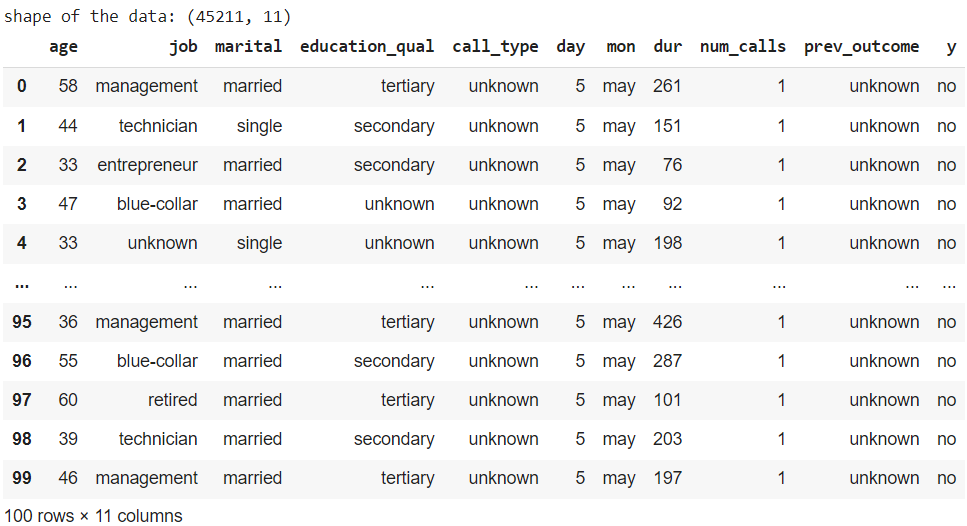 shape of the data: (45211, 11)
age job marital education_qual call_type day mon dur num_calls prev_outcome y
0 58 management married tertiary unknown 5 may 261 1 unknown no
1 44 technician single secondary unknown 5 may 151 1 unknown no
2 33 entrepreneur married secondary unknown 5 may 76 1 unknown no
3 47 blue-collar married unknown unknown 5 may 92 1 unknown no
4 33 unknown single unknown unknown 5 may 198 1 unknown no
... ... ... ... ... ... ... ... ... ... ... ...
95 36 management married tertiary unknown 5 may 426 1 unknown no
96 55 blue-collar married secondary unknown 5 may 287 1 unknown no
97 60 retired married tertiary unknown 5 may 101 1 unknown no
98 39 technician married secondary unknown 5 may 203 1 unknown no
99 46 management married tertiary unknown 5 may 197 1 unknown no
100 rows × 11 columns